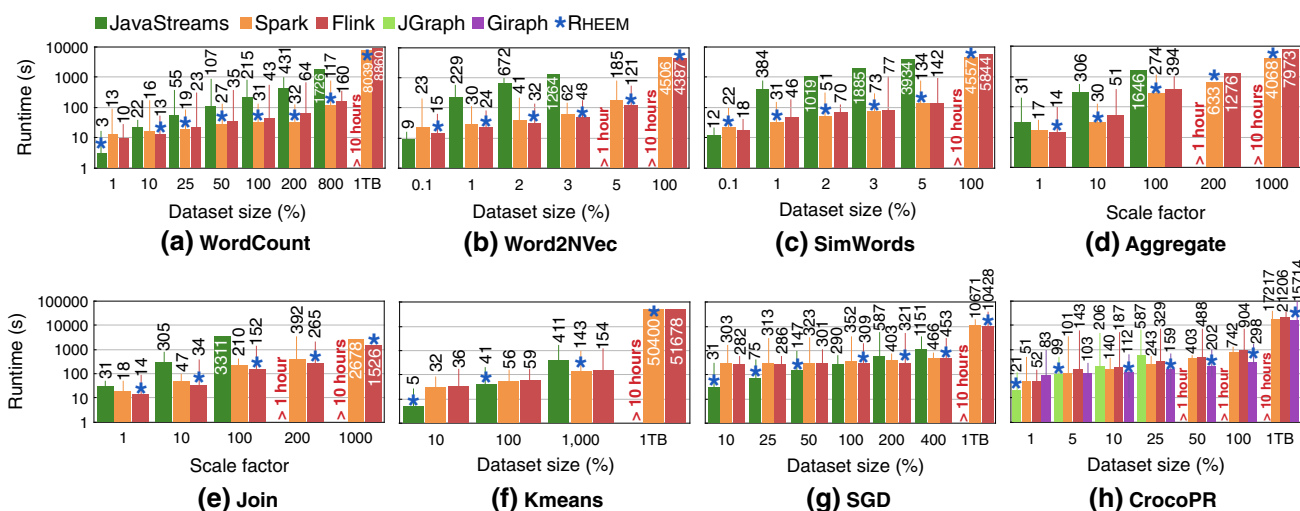 JavaStreams Spark Flink JGraph Giraph RHEEM
Runtime (s)
10000
1000
100
10
1
3 13 10 22 16 13 55 19 23 107 27 35 215 31 43 431 32 64 1726 117 160 > 10 hours 8039 8860
1 10 25 50 100 200 800 1TB
Dataset size (%)
(a) WordCount
9 23 15 229 30 24 672 41 32 1264 62 48 > 1 hour 185 121 > 10 hours 4506 4387
0.1 1 2 3 5 100
Dataset size (%)
(b) Word2NVec
12 22 18 384 31 46 1019 51 70 1885 73 77 3934 134 142 > 10 hours 4557 5844
0.1 1 2 3 5 100
Dataset size (%)
(c) SimWords
31 17 14 306 30 51 1646 274 394 > 1 hour 633 1276 > 10 hours 4068 7973
1 10 100 200 1000
Scale factor
(d) Aggregate
Runtime (s)
100000
10000
1000
100
10
1
31 18 14 305 47 34 3311 210 152 > 1 hour 392 265 > 10 hours 2678 1526
1 10 100 200 1000
Scale factor
(e) Join
5 32 36 41 56 59 411 143 154 > 10 hours 50400 51678
10 100 1,000 1TB
Dataset size (%)
(f) Kmeans
31 303 282 75 313 286 147 323 301 290 352 309 587 403 321 1151 466 453 > 10 hours 10671 10428
10 25 50 100 200 400 1TB
Dataset size (%)
(g) SGD
21 51 52 83 99 101 143 103 206 140 187 112 587 243 329 159 > 1 hour 403 488 202 > 1 hour 742 904 298 > 10 hours 17217 21206 15714
1 5 10 25 50 100 1TB
Dataset size (%)
(h) CrocoPR